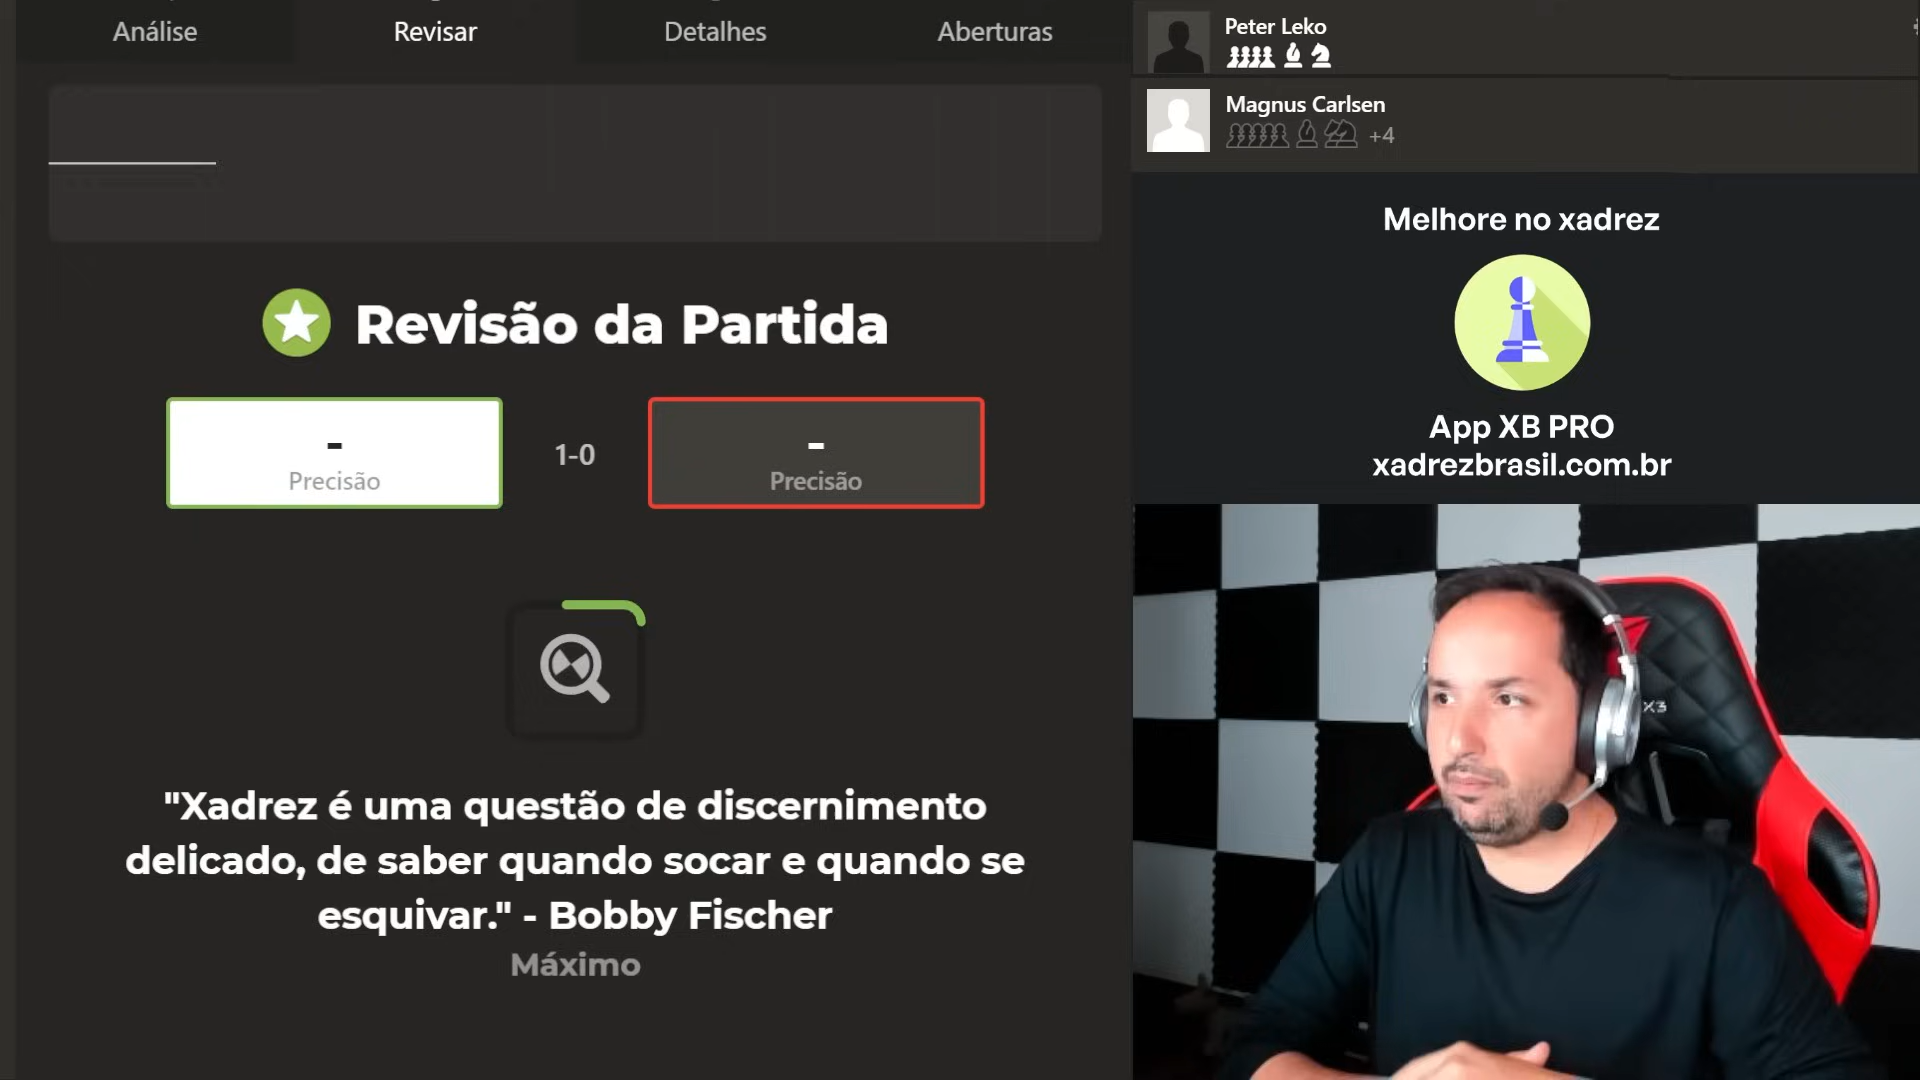 Análise
Revisar
Detalhes
Aberturas
Revisão da Partida
-
Precisão
1-0
-
Precisão
"Xadrez é uma questão de discernimento
delicado, de saber quando socar e quando se
esquivar." - Bobby Fischer
Máximo
Peter Leko
Magnus Carlsen
+4
Melhore no xadrez
App XB PRO
xadrezbrasil.com.br
X3